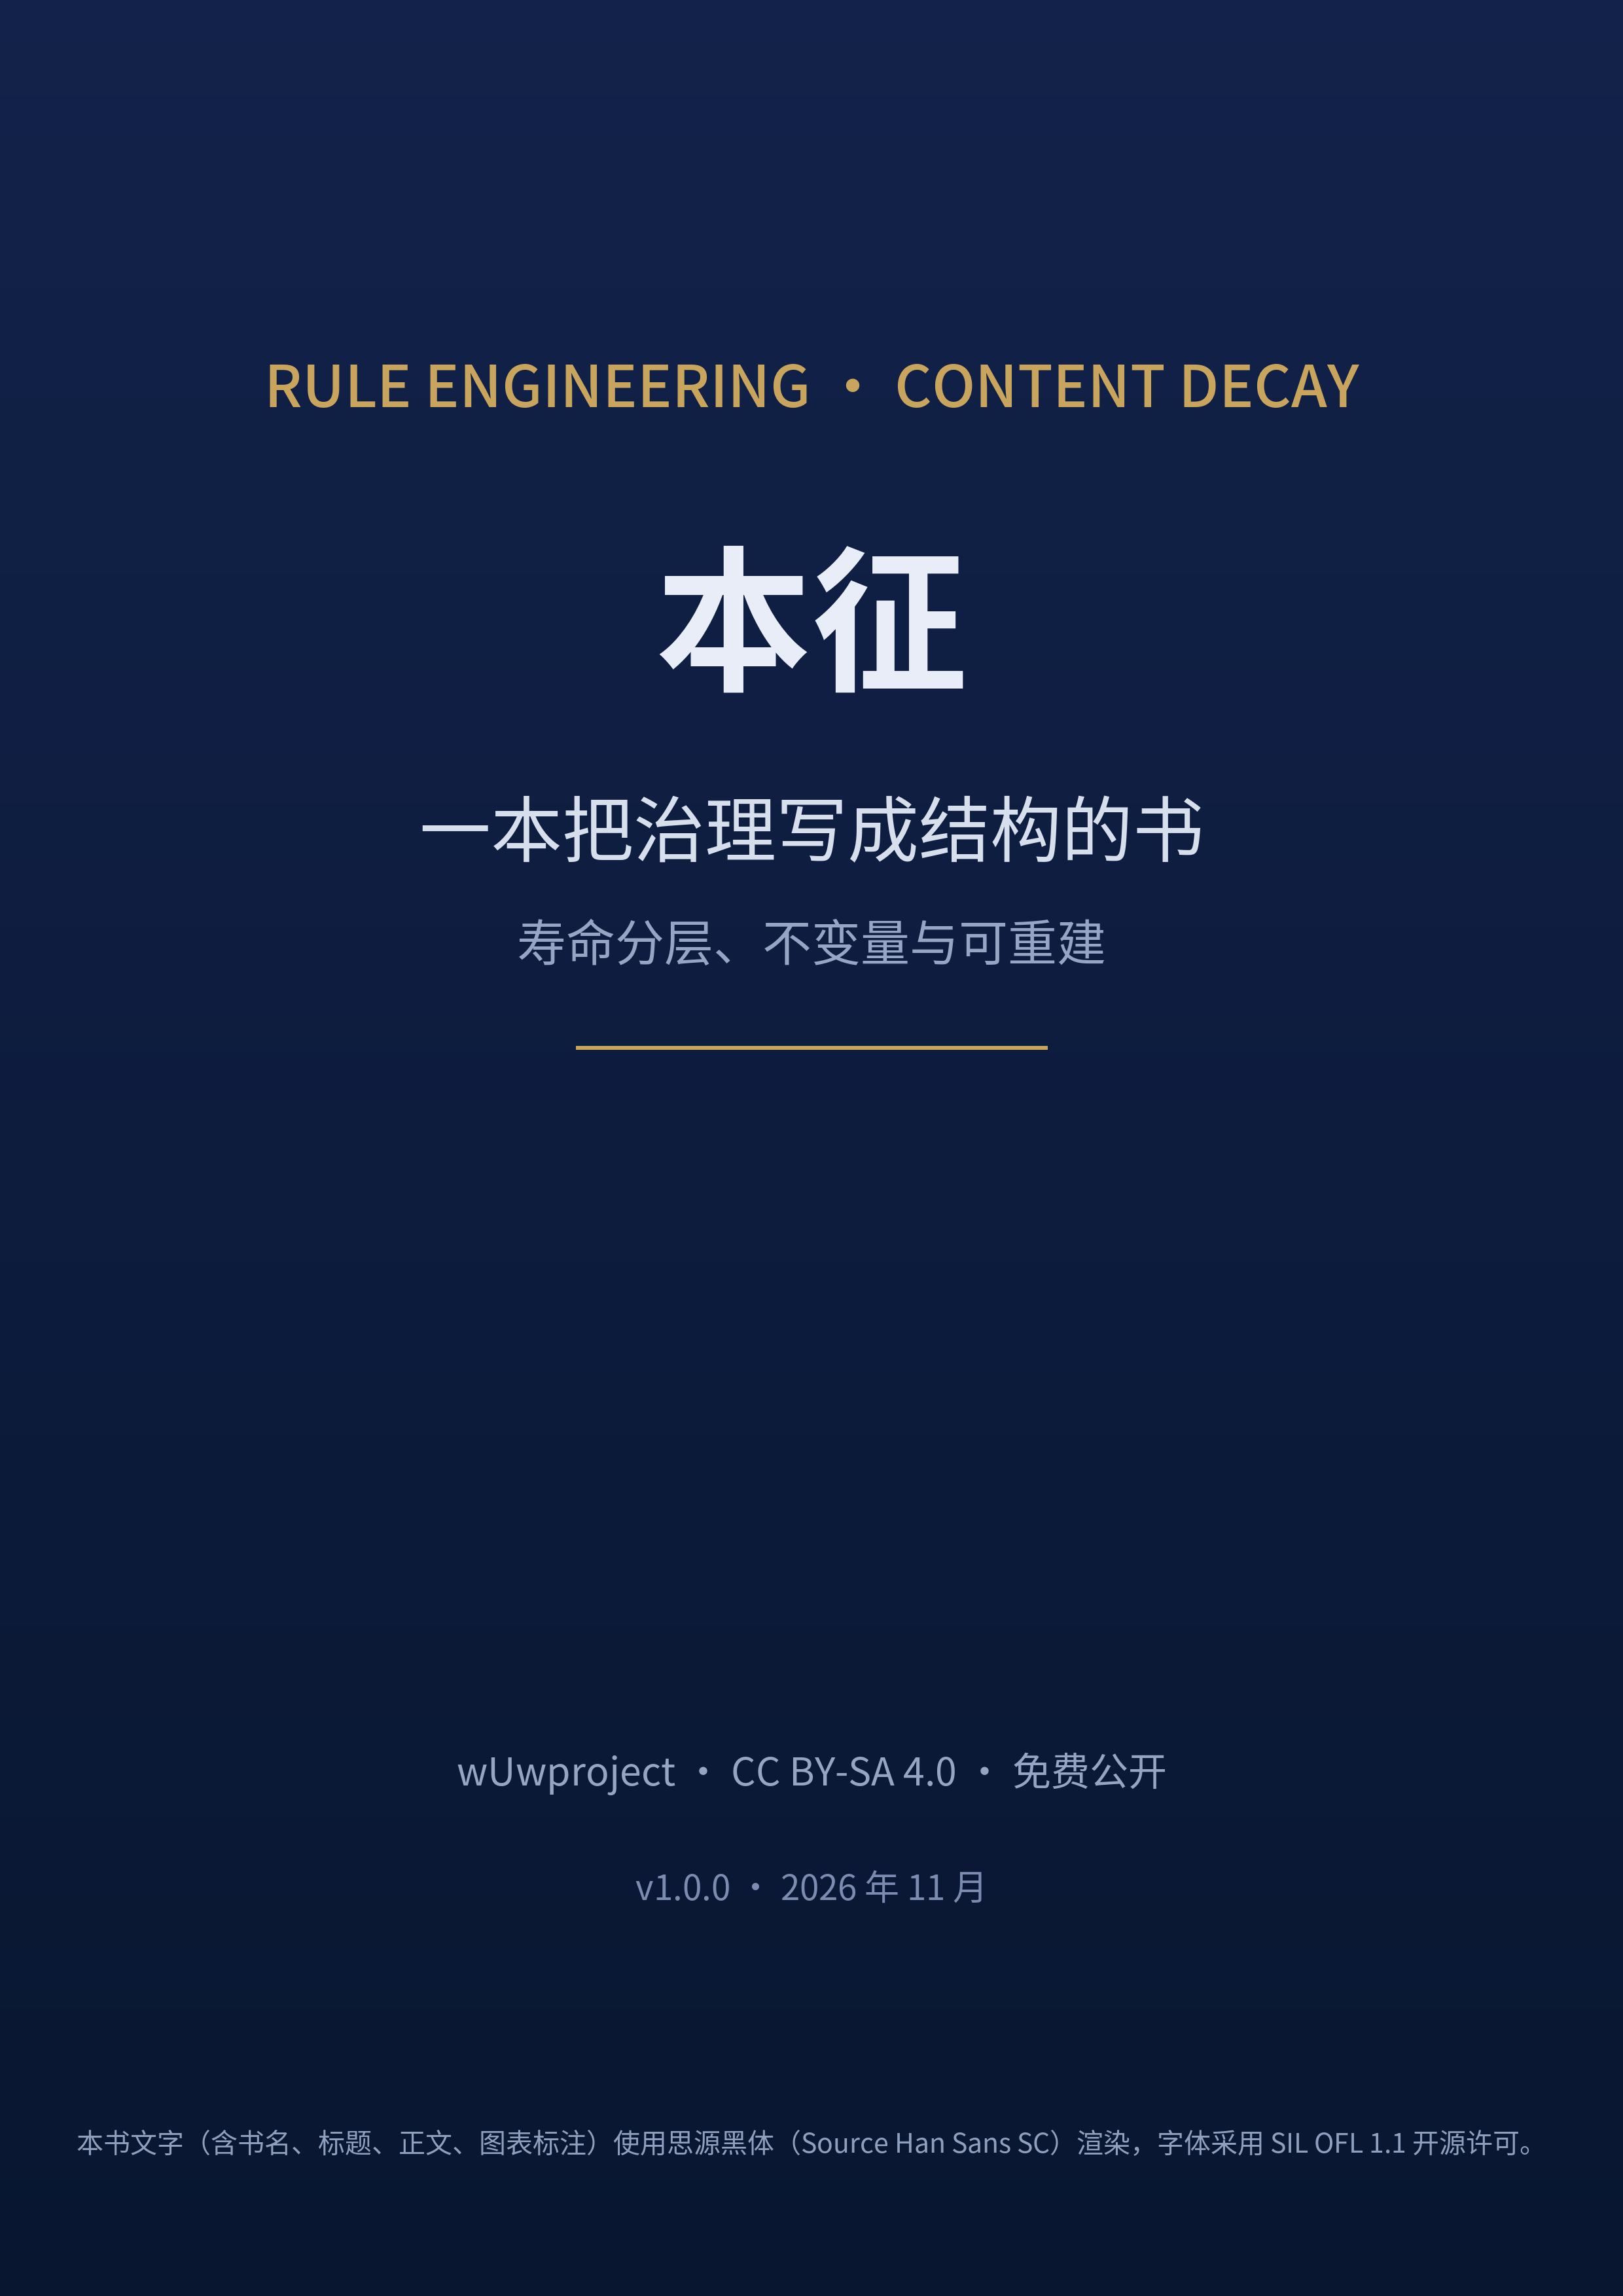 RULE ENGINEERING • CONTENT DECAY
本征
一本把治理写成结构的书
寿命分层、不变量与可重建
wUwproject • CC BY-SA 4.0 • 免费公开
v1.0.0 • 2026 年 11 月
本书文字（含书名、标题、正文、图表标注）使用思源黑体（Source Han Sans SC）渲染，字体采用 SIL OFL 1.1 开源许可。